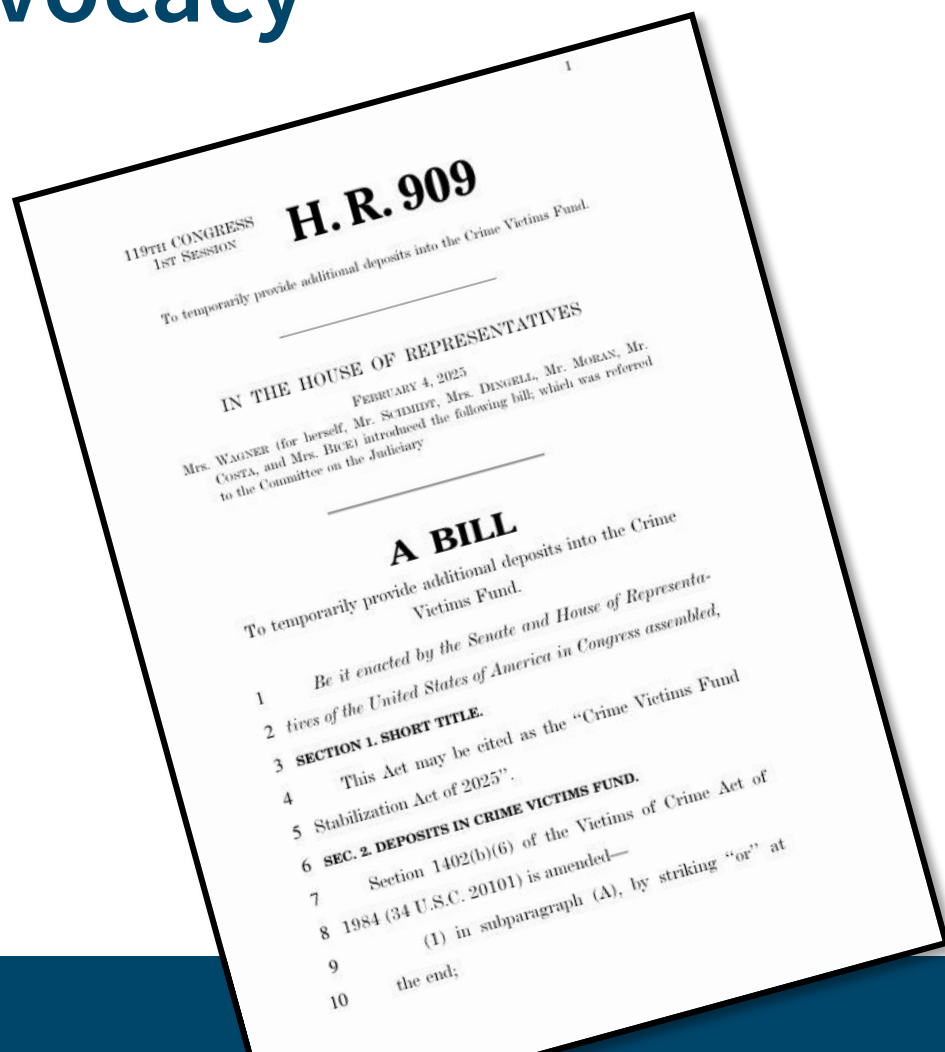 vocacy
1
119TH CONGRESS
1ST SESSION
H. R. 909
To temporarily provide additional deposits into the Crime Victims Fund.
IN THE HOUSE OF REPRESENTATIVES
FEBRUARY 4, 2025
Mrs. WAGNER (for herself, Mr. SCHMIDT, Mrs. DINGELL, Mr. MORAN, Mr.
COSTA, and Mrs. BICE) introduced the following bill; which was referred
to the Committee on the Judiciary
A BILL
To temporarily provide additional deposits into the Crime
Victims Fund.
1 Be it enacted by the Senate and House of Representa-
2 tives of the United States of America in Congress assembled,
3 SECTION 1. SHORT TITLE.
4 This Act may be cited as the “Crime Victims Fund
5 Stabilization Act of 2025”.
6 SEC. 2. DEPOSITS IN CRIME VICTIMS FUND.
7 Section 1402(b)(6) of the Victims of Crime Act of
8 1984 (34 U.S.C. 20101) is amended—
9 (1) in subparagraph (A), by striking “or” at
10 the end;